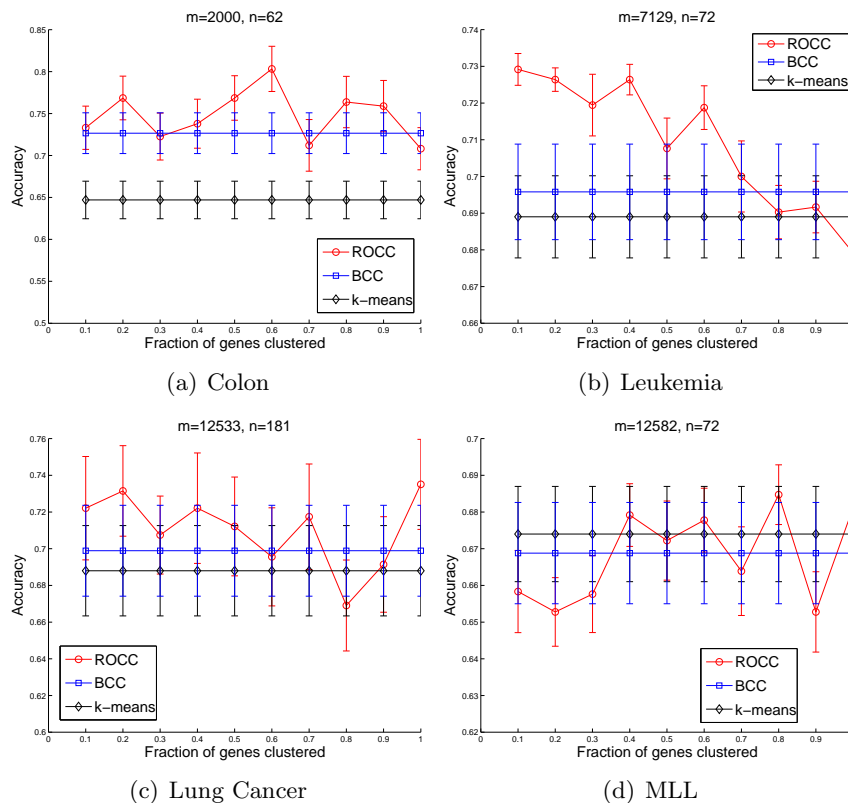 m=2000, n=62
0.85
0.8
0.75
0.7
0.65
0.6
0.55
0.5
Accuracy
ROCC
BCC
k−means
0 0.1 0.2 0.3 0.4 0.5 0.6 0.7 0.8 0.9 1
Fraction of genes clustered
(a) Colon
m=7129, n=72
0.73
0.72
0.71
0.7
0.69
0.68
0.67
0.66
Accuracy
ROCC
BCC
k−means
0 0.1 0.2 0.3 0.4 0.5 0.6 0.7 0.8 0.9
Fraction of genes clustered
(b) Leukemia
m=12533, n=181
0.76
0.74
0.72
0.7
0.68
0.66
0.64
0.62
0.6
Accuracy
ROCC
BCC
k−means
0 0.1 0.2 0.3 0.4 0.5 0.6 0.7 0.8 0.9 1
Fraction of genes clustered
(c) Lung Cancer
m=12582, n=72
0.7
0.69
0.68
0.67
0.66
0.65
0.64
0.63
0.62
Accuracy
ROCC
BCC
k−means
0 0.1 0.2 0.3 0.4 0.5 0.6 0.7 0.8 0.9
Fraction of genes clustered
(d) MLL